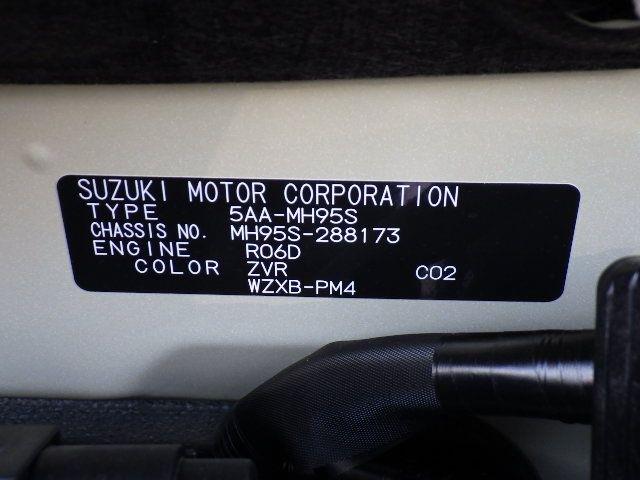 SUZUKI MOTOR CORPORATION
TYPE 5AA-MH95S
CHASSIS NO. MH95S-288173
ENGINE R06D
COLOR ZVR C02
WZXB-PM4